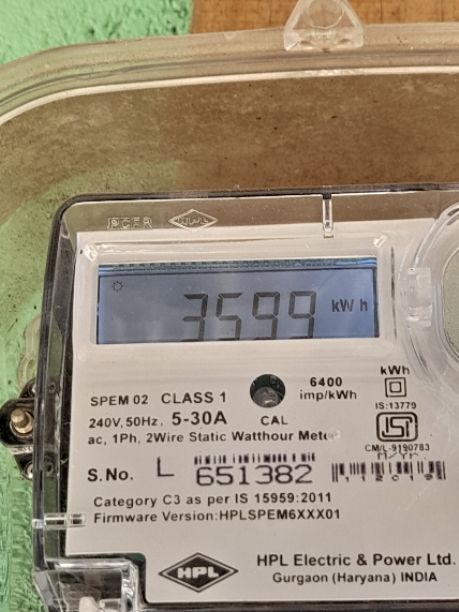 3599 kWh
kWh
SPEM 02 CLASS 1
6400
imp/kWh
IS:13779
240V, 50Hz, 5-30A
CAL
ac, 1Ph, 2Wire Static Watthour Meter
CM/L-9190783
S.No. L 651382
Category C3 as per IS 15959:2011
Firmware Version:HPLSPEM6XXX01
HPL
HPL Electric & Power Ltd.
Gurgaon (Haryana) INDIA